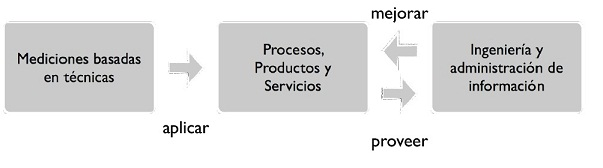 mejorar
Mediciones basadas
en técnicas
Procesos,
Productos y
Servicios
Ingeniería y
administración de
información
aplicar
proveer